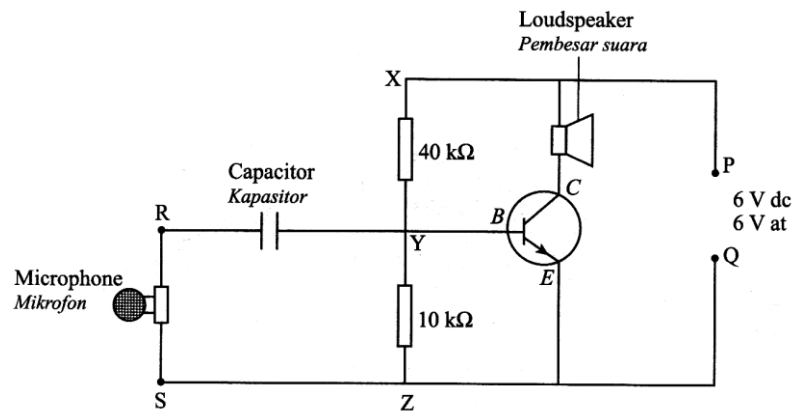 Loudspeaker
Pembesar suara
X
40 kΩ
Capacitor
Kapasitor
P
6 V dc
6 V at
R
B
C
Y
Q
E
Microphone
Mikrofon
10 kΩ
S
Z